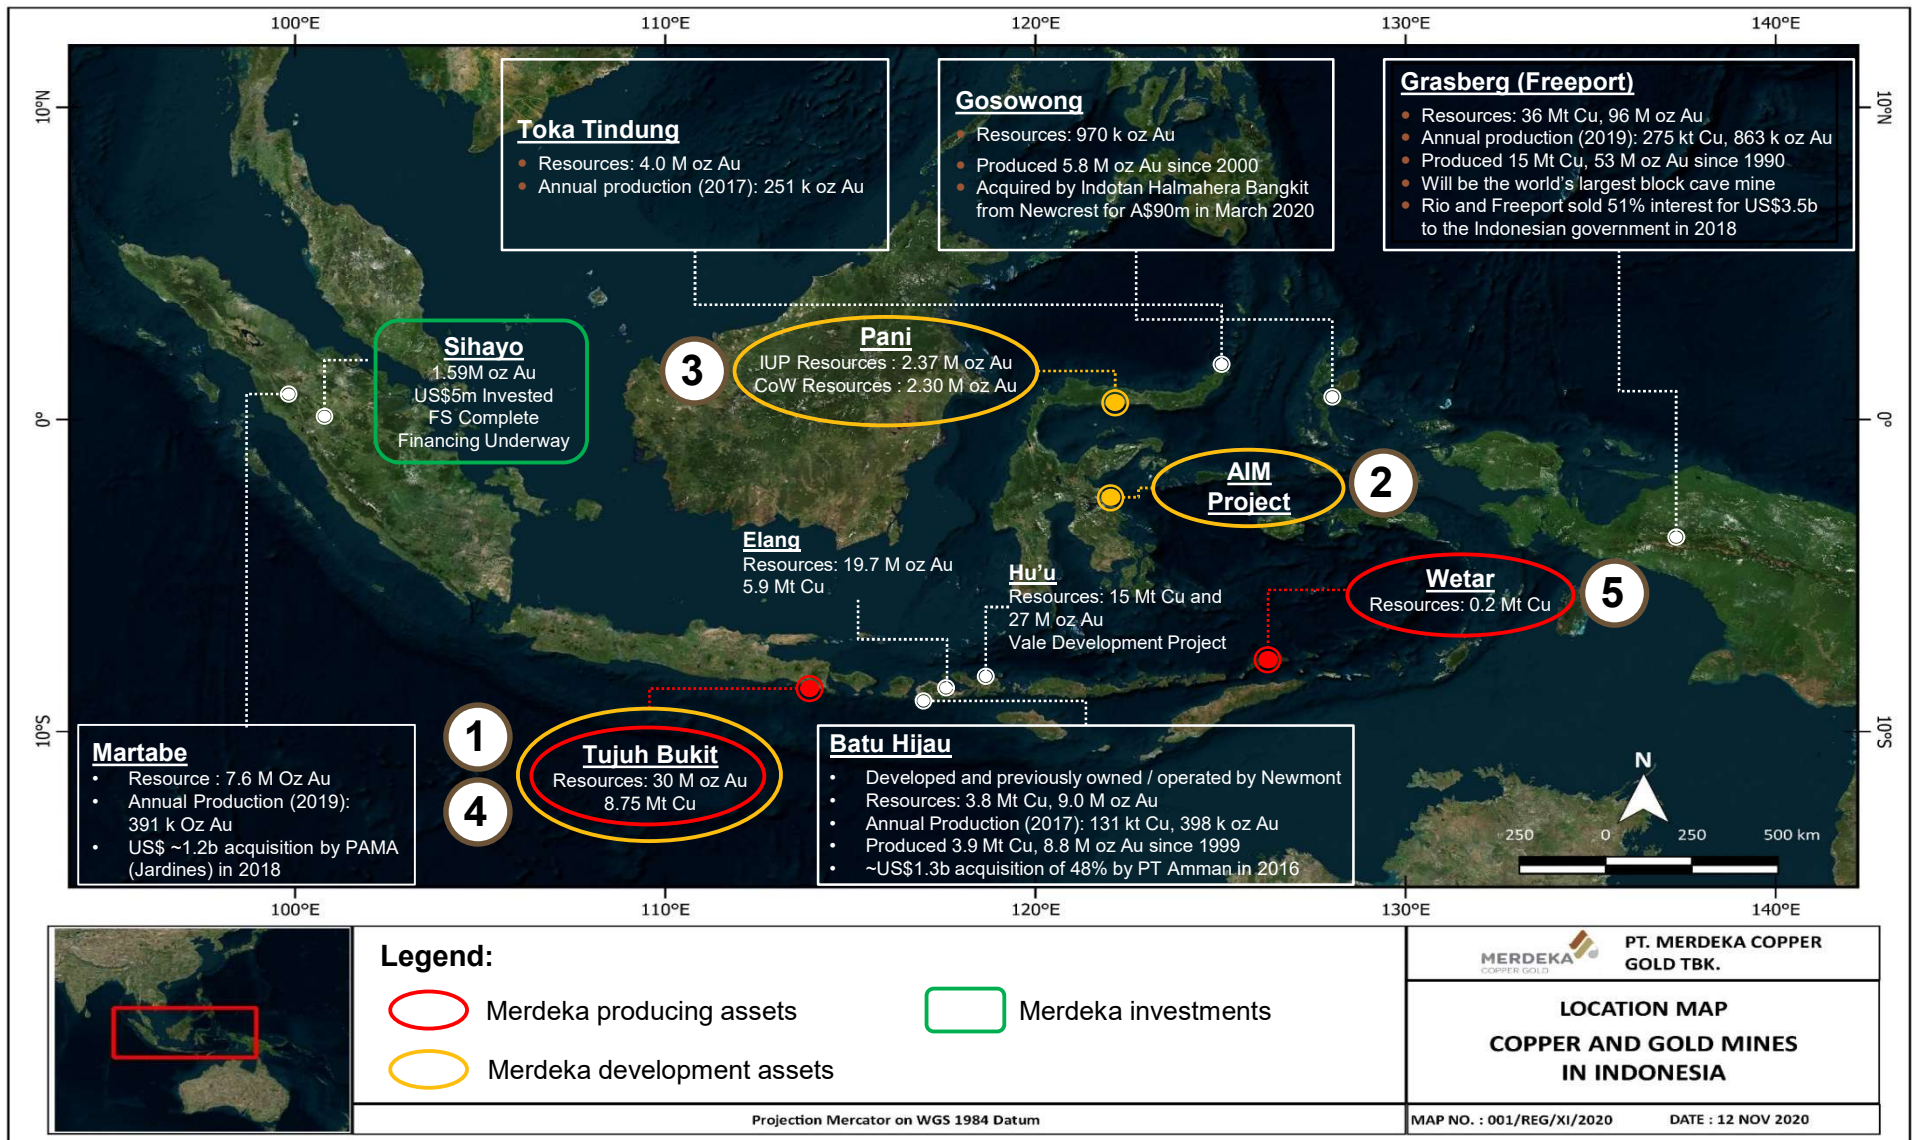 100°E
110°E
120°E
130°E
140°E
10°N
10°N
Toka Tindung
• Resources: 4.0 M oz Au
• Annual production (2017): 251 k oz Au
Gosowong
• Resources: 970 k oz Au
• Produced 5.8 M oz Au since 2000
• Acquired by Indotan Halmahera Bangkit
from Newcrest for A$90m in March 2020
Grasberg (Freeport)
• Resources: 36 Mt Cu, 96 M oz Au
• Annual production (2019): 275 kt Cu, 863 k oz Au
• Produced 15 Mt Cu, 53 M oz Au since 1990
• Will be the world's largest block cave mine
• Rio and Freeport sold 51% interest for US$3.5b
to the Indonesian government in 2018
Sihayo
1.59M oz Au
US$5m Invested
FS Complete
Financing Underway
3
Pani
IUP Resources : 2.37 M oz Au
CoW Resources : 2.30 M oz Au
0°
0°
AIM
Project
2
Elang
Resources: 19.7 M oz Au
5.9 Mt Cu
Hu'u
Resources: 15 Mt Cu and
27 M oz Au
Vale Development Project
Wetar
Resources: 0.2 Mt Cu
5
10°S
10°S
Martabe
• Resource : 7.6 M Oz Au
• Annual Production (2019):
391 k Oz Au
• US$ ~1.2b acquisition by PAMA
(Jardines) in 2018
1
4
Tujuh Bukit
Resources: 30 M oz Au
8.75 Mt Cu
Batu Hijau
• Developed and previously owned / operated by Newmont
• Resources: 3.8 Mt Cu, 9.0 M oz Au
• Annual Production (2017): 131 kt Cu, 398 k oz Au
• Produced 3.9 Mt Cu, 8.8 M oz Au since 1999
• ~US$1.3b acquisition of 48% by PT Amman in 2016
N
250 0 250 500 km
100°E
110°E
120°E
130°E
140°E
Legend:
Merdeka producing assets
Merdeka investments
Merdeka development assets
Projection Mercator on WGS 1984 Datum
MERDEKA
COPPER GOLD
PT. MERDEKA COPPER
GOLD TBK.
LOCATION MAP
COPPER AND GOLD MINES
IN INDONESIA
MAP NO. : 001/REG/XI/2020 DATE : 12 NOV 2020